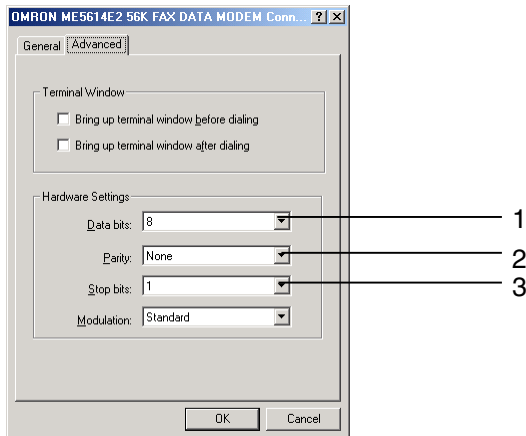 OMRON ME5614E2 56K FAX DATA MODEM Conn... ? X
General Advanced
Terminal Window
Bring up terminal window before dialing
Bring up terminal window after dialing
Hardware Settings
Data bits: 8 1
Parity: None 2
Stop bits: 1 3
Modulation: Standard
OK Cancel